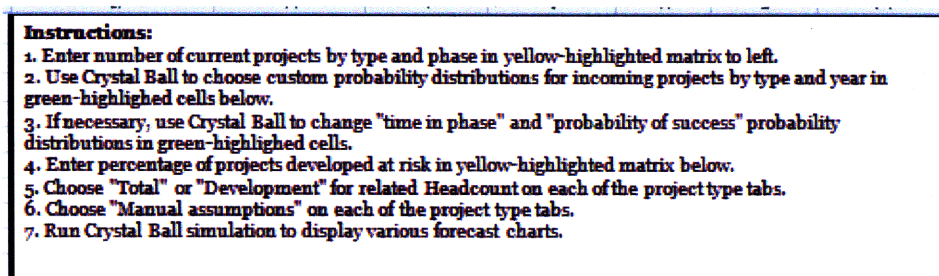 Instructions:
1. Enter number of current projects by type and phase in yellow-highlighted matrix to left.
2. Use Crystal Ball to choose custom probability distributions for incoming projects by type and year in
green-highlighed cells below.
3. If necessary, use Crystal Ball to change "time in phase" and "probability of success" probability
distributions in green-highlighed cells.
4. Enter percentage of projects developed at risk in yellow-highlighted matrix below.
5. Choose "Total" or "Development" for related Headcount on each of the project type tabs.
6. Choose "Manual assumptions" on each of the project type tabs.
7. Run Crystal Ball simulation to display various forecast charts.